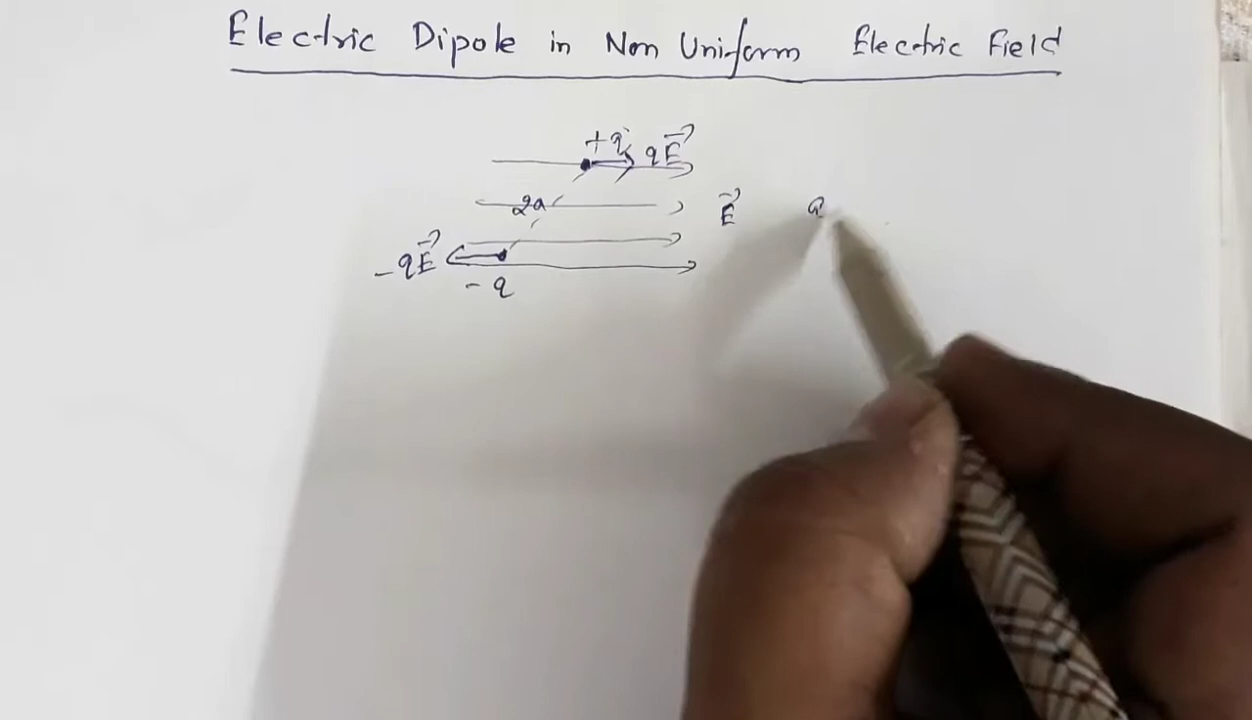 Electric Dipole in Non Uniform Electric Field
+q qE⃗
2a E⃗
-qE⃗
-q